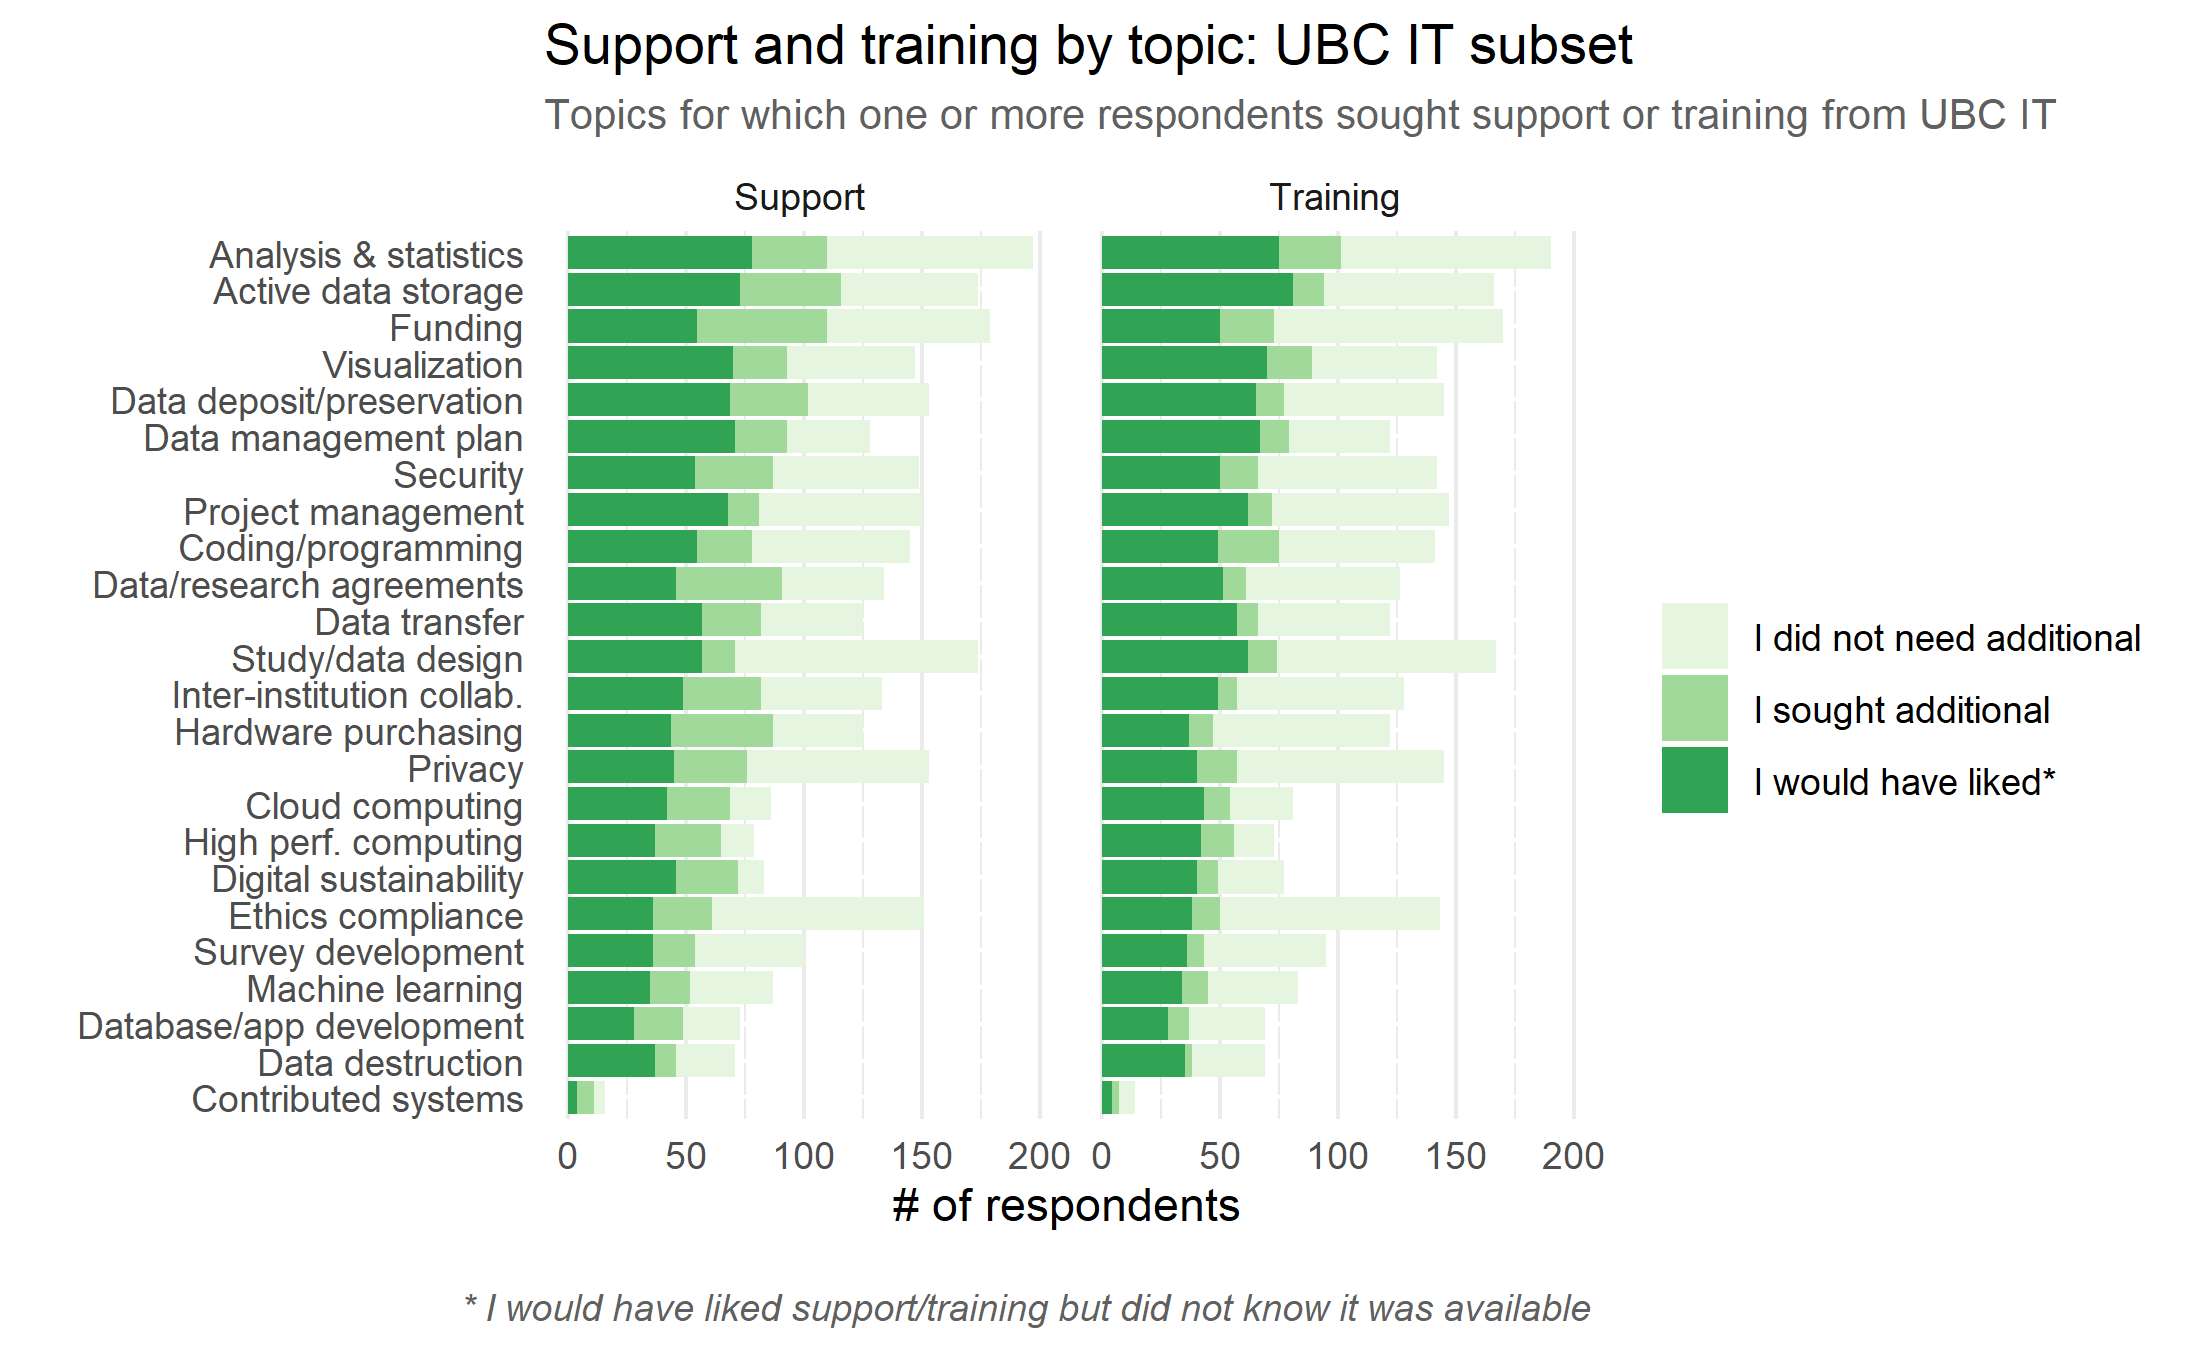 Support and training by topic: UBC IT subset
Topics for which one or more respondents sought support or training from UBC IT
Support
Training
Analysis & statistics
Active data storage
Funding
Visualization
Data deposit/preservation
Data management plan
Security
Project management
Coding/programming
Data/research agreements
Data transfer
Study/data design
Inter-institution collab.
Hardware purchasing
Privacy
Cloud computing
High perf. computing
Digital sustainability
Ethics compliance
Survey development
Machine learning
Database/app development
Data destruction
Contributed systems
0 50 100 150 200
0 50 100 150 200
# of respondents
I did not need additional
I sought additional
I would have liked*
* I would have liked support/training but did not know it was available